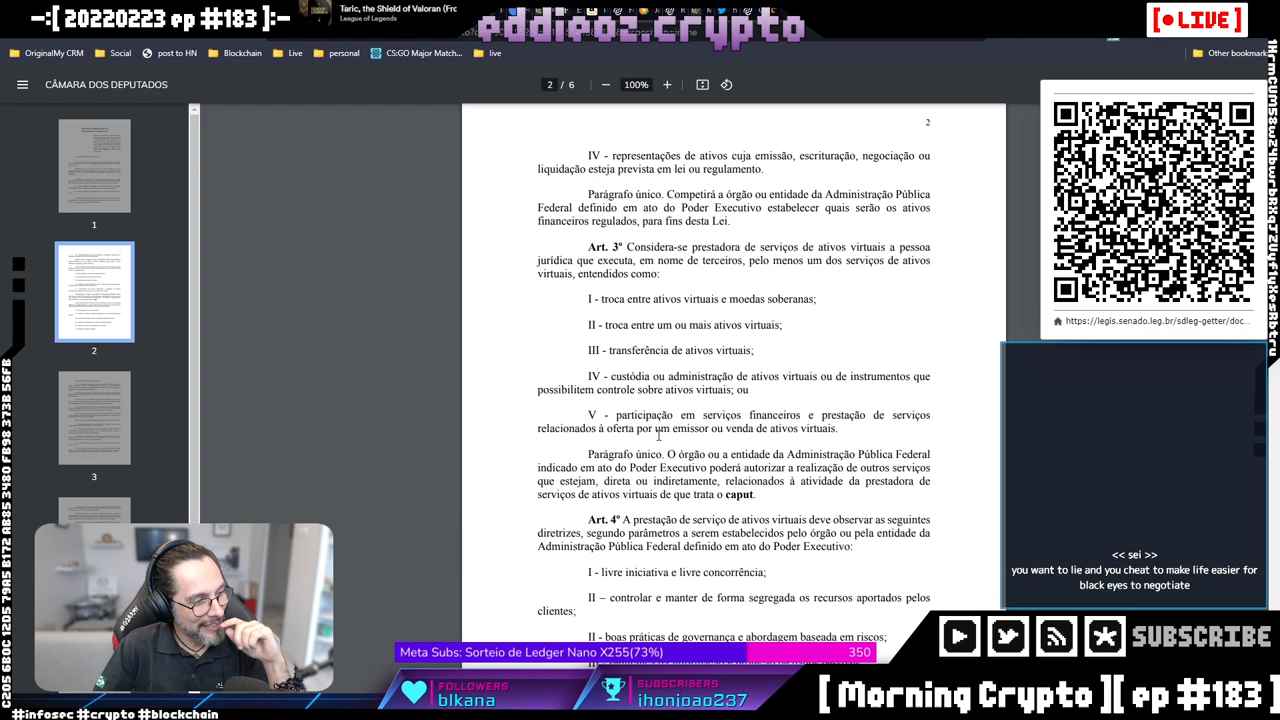 -:[ 20220223 ep #183]:-
Taric, the Shield of Valoran (Fro
League of Legends
eddieoz.crypto
[●LIVE]
OriginalMy CRM
Social
post to HN
Blockchain
Live
personal
CS:GO Major Match...
live
Other bookmark
CÂMARA DOS DEPUTADOS
2 / 6
100%
1
2
3
2
IV - representações de ativos cuja emissão, escrituração, negociação ou
liquidação esteja prevista em lei ou regulamento.
Parágrafo único. Competirá a órgão ou entidade da Administração Pública
Federal definido em ato do Poder Executivo estabelecer quais serão os ativos
financeiros regulados, para fins desta Lei.
Art. 3º Considera-se prestadora de serviços de ativos virtuais a pessoa
jurídica que executa, em nome de terceiros, pelo menos um dos serviços de ativos
virtuais, entendidos como:
I - troca entre ativos virtuais e moedas soberanas;
II - troca entre um ou mais ativos virtuais;
III - transferência de ativos virtuais;
IV - custódia ou administração de ativos virtuais ou de instrumentos que
possibilitem controle sobre ativos virtuais; ou
V - participação em serviços financeiros e prestação de serviços
relacionados à oferta por um emissor ou venda de ativos virtuais.
Parágrafo único. O órgão ou a entidade da Administração Pública Federal
indicado em ato do Poder Executivo poderá autorizar a realização de outros serviços
que estejam, direta ou indiretamente, relacionados à atividade da prestadora de
serviços de ativos virtuais de que trata o caput.
Art. 4º A prestação de serviço de ativos virtuais deve observar as seguintes
diretrizes, segundo parâmetros a serem estabelecidos pelo órgão ou pela entidade da
Administração Pública Federal definido em ato do Poder Executivo:
I - livre iniciativa e livre concorrência;
II – controlar e manter de forma segregada os recursos aportados pelos
clientes;
II - boas práticas de governança e abordagem baseada em riscos;
https://legis.senado.leg.br/sdleg-getter/doc...
<< sei >>
you want to lie and you cheat to make life easier for
black eyes to negotiate
Meta Subs: Sorteio de Ledger Nano X255(73%)
350
FOLLOWERS
blkana
SUBSCRIBERS
ihonjoao237
SUBSCRIBE
[Morning Crypto][ep #183]
#crypto #blockchain